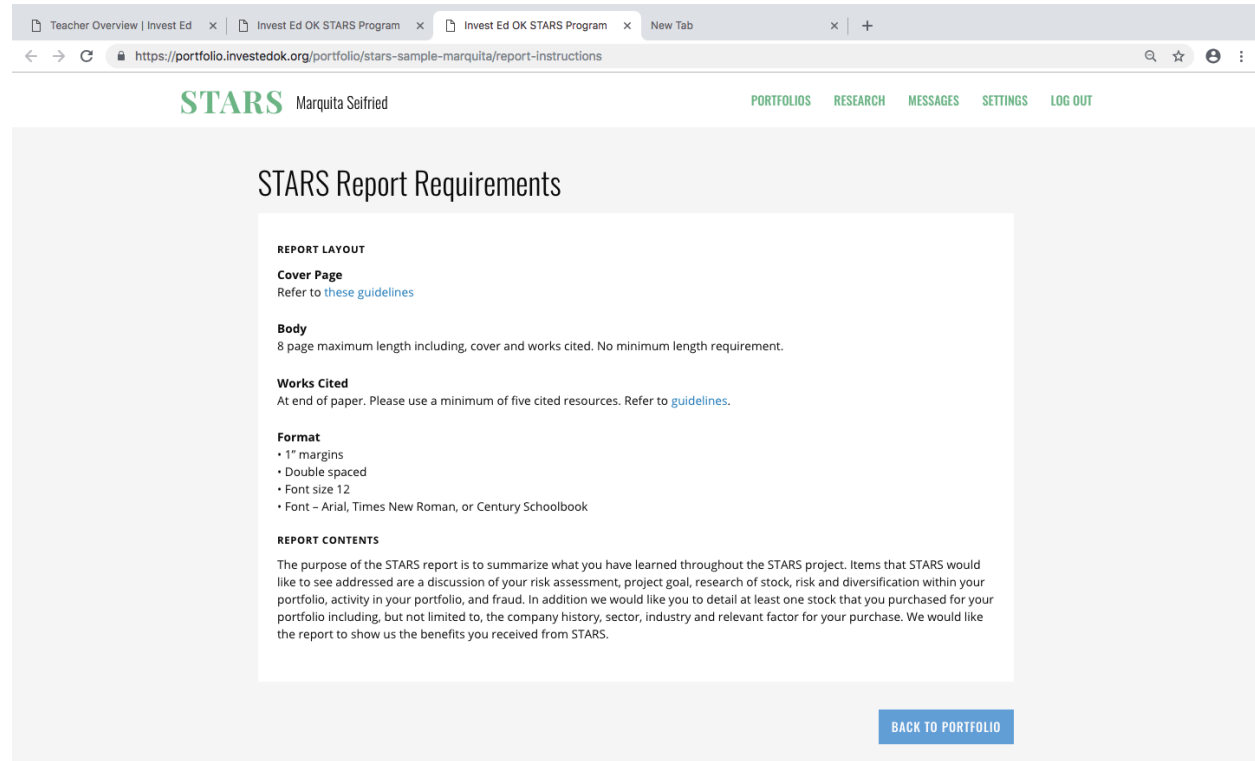 Teacher Overview | Invest Ed
Invest Ed OK STARS Program
Invest Ed OK STARS Program
New Tab
https://portfolio.investedok.org/portfolio/stars-sample-marquita/report-instructions
STARS Marquita Seifried
PORTFOLIOS RESEARCH MESSAGES SETTINGS LOG OUT
STARS Report Requirements
REPORT LAYOUT
Cover Page
Refer to these guidelines
Body
8 page maximum length including, cover and works cited. No minimum length requirement.
Works Cited
At end of paper. Please use a minimum of five cited resources. Refer to guidelines.
Format
• 1” margins
• Double spaced
• Font size 12
• Font – Arial, Times New Roman, or Century Schoolbook
REPORT CONTENTS
The purpose of the STARS report is to summarize what you have learned throughout the STARS project. Items that STARS would
like to see addressed are a discussion of your risk assessment, project goal, research of stock, risk and diversification within your
portfolio, activity in your portfolio, and fraud. In addition we would like you to detail at least one stock that you purchased for your
portfolio including, but not limited to, the company history, sector, industry and relevant factor for your purchase. We would like
the report to show us the benefits you received from STARS.
BACK TO PORTFOLIO